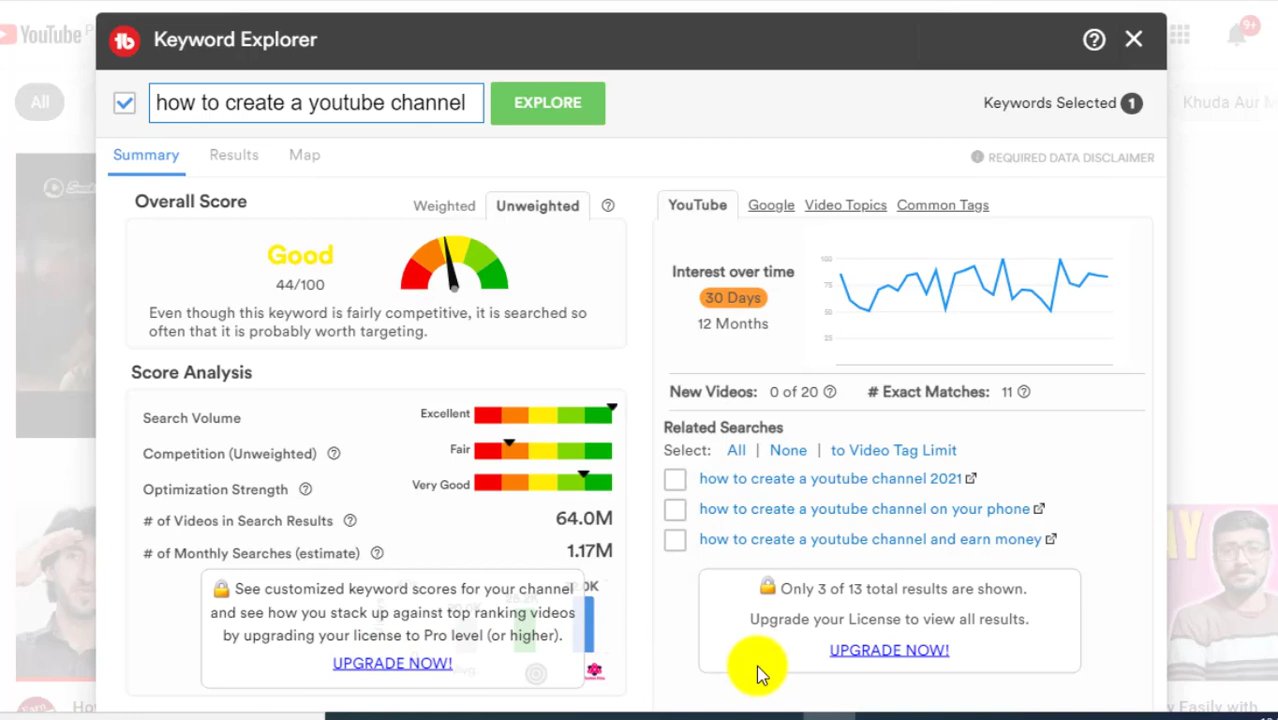 YouTube
tb Keyword Explorer
9+
All
how to create a youtube channel
EXPLORE
Keywords Selected 1
Khuda Aur
Summary Results Map
REQUIRED DATA DISCLAIMER
Overall Score
Weighted Unweighted
Good
44/100
Even though this keyword is fairly competitive, it is searched so
often that it is probably worth targeting.
Score Analysis
Search Volume Excellent
Competition (Unweighted) Fair
Optimization Strength Very Good
# of Videos in Search Results 64.0M
# of Monthly Searches (estimate) 1.17M
See customized keyword scores for your channel
and see how you stack up against top ranking videos
by upgrading your license to Pro level (or higher).
UPGRADE NOW!
YouTube Google Video Topics Common Tags
Interest over time
30 Days
12 Months
100
75
50
25
New Videos: 0 of 20 # Exact Matches: 11
Related Searches
Select: All | None | to Video Tag Limit
how to create a youtube channel 2021
how to create a youtube channel on your phone
how to create a youtube channel and earn money
Only 3 of 13 total results are shown.
Upgrade your License to view all results.
UPGRADE NOW!
Easily with